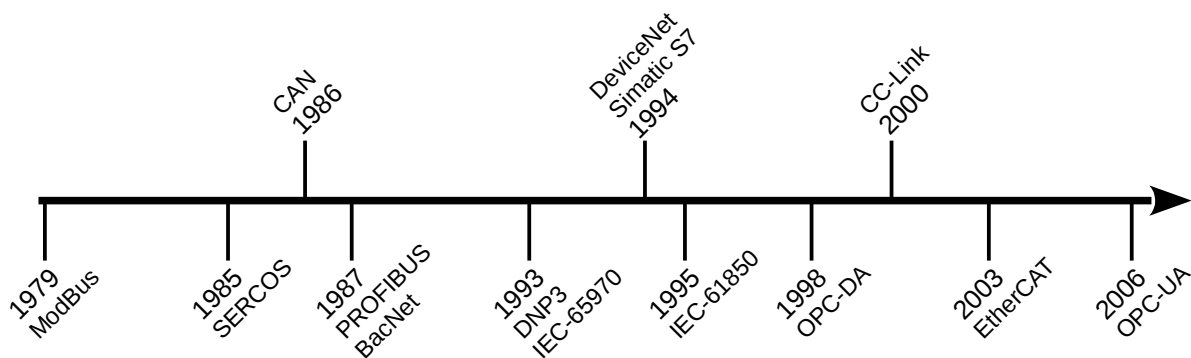 DeviceNet
Simatic S7
1994
CAN
1986
CC-Link
2000
1979
ModBus
1985
SERCOS
1987
PROFIBUS
BacNet
1993
DNP3
IEC-65970
1995
IEC-61850
1998
OPC-DA
2003
EtherCAT
2006
OPC-UA